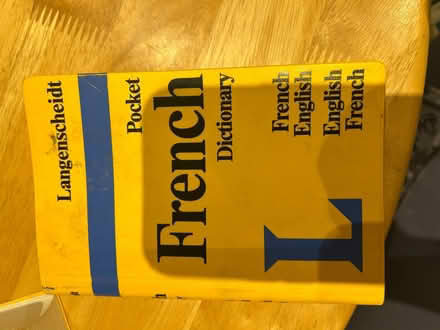 Langenscheidt
Pocket
French
Dictionary
French
English
English
French
L